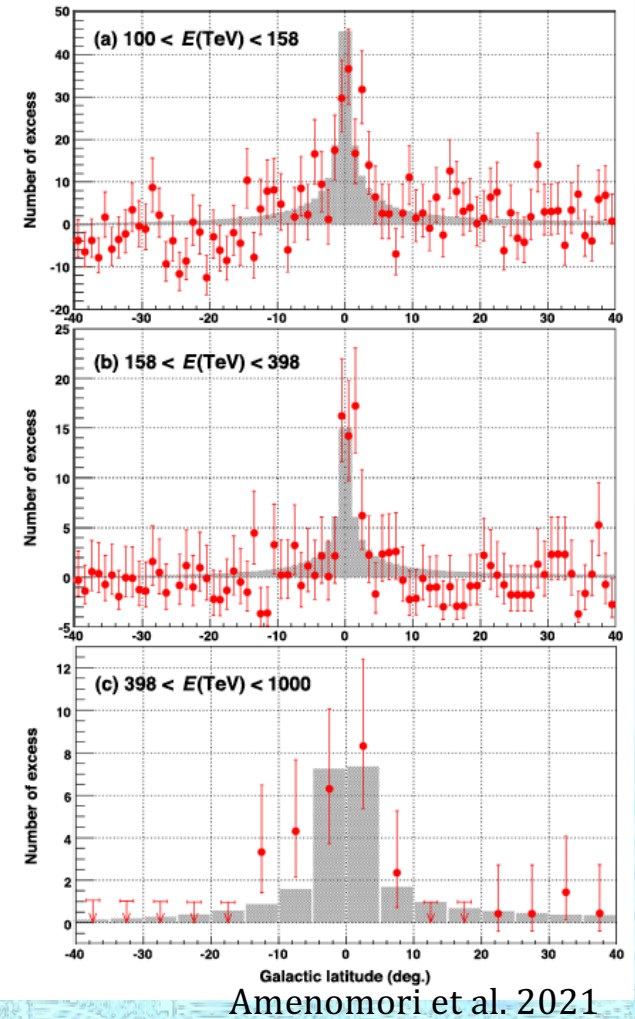 (a) 100 < E(TeV) < 158
Number of excess
50
40
30
20
10
0
-10
-20
-40 -30 -20 -10 0 10 20 30 40
(b) 158 < E(TeV) < 398
Number of excess
25
20
15
10
5
0
-5
-40 -30 -20 -10 0 10 20 30 40
(c) 398 < E(TeV) < 1000
Number of excess
12
10
8
6
4
2
0
-40 -30 -20 -10 0 10 20 30 40
Galactic latitude (deg.)
Amenomori et al. 2021